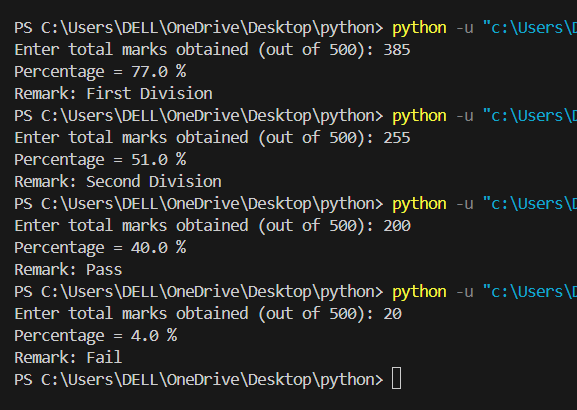 PS C:\Users\DELL\OneDrive\Desktop\python> python -u "c:\Users\D
Enter total marks obtained (out of 500): 385
Percentage = 77.0 %
Remark: First Division
PS C:\Users\DELL\OneDrive\Desktop\python> python -u "c:\Users\D
Enter total marks obtained (out of 500): 255
Percentage = 51.0 %
Remark: Second Division
PS C:\Users\DELL\OneDrive\Desktop\python> python -u "c:\Users\D
Enter total marks obtained (out of 500): 200
Percentage = 40.0 %
Remark: Pass
PS C:\Users\DELL\OneDrive\Desktop\python> python -u "c:\Users\D
Enter total marks obtained (out of 500): 20
Percentage = 4.0 %
Remark: Fail
PS C:\Users\DELL\OneDrive\Desktop\python>